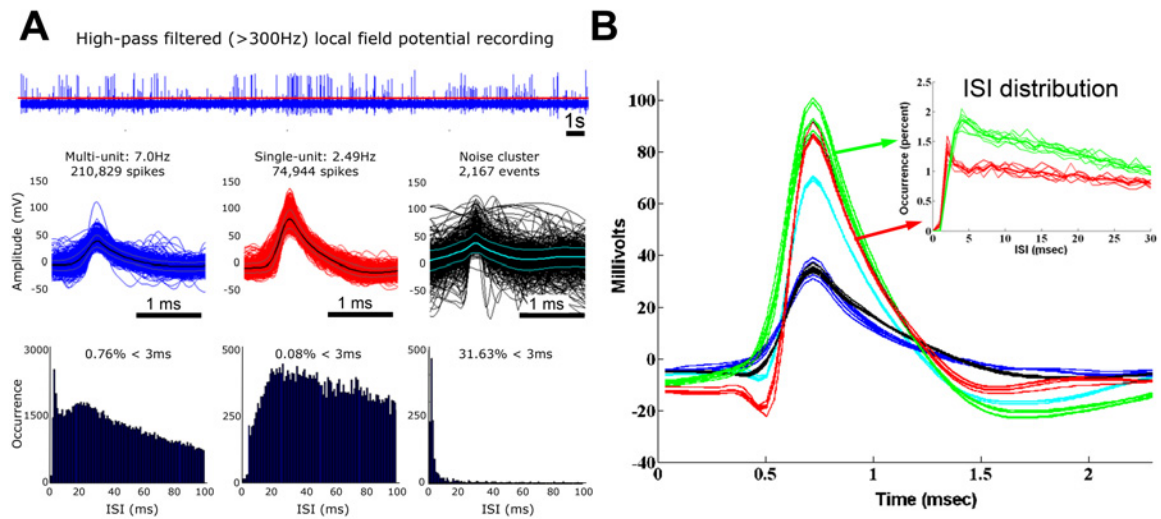 A
High-pass filtered (>300Hz) local field potential recording
1s
Multi-unit: 7.0Hz
210,829 spikes
Single-unit: 2.49Hz
74,944 spikes
Noise cluster
2,167 events
Amplitude (mV)
150
100
50
0
-50
150
100
50
0
-50
150
100
50
0
-50
1 ms
1 ms
1 ms
Occurrence
3000
1500
0
0.76% < 3ms
500
250
0
0.08% < 3ms
500
250
0
31.63% < 3ms
0 20 40 60 80 100
0 20 40 60 80 100
0 20 40 60 80 100
ISI (ms)
ISI (ms)
ISI (ms)
B
Millivolts
100
80
60
40
20
0
-20
-40
0 0.5 1 1.5 2
Time (msec)
ISI distribution
Occurrence (percent)
2.5
2
1.5
1
0.5
0
0 5 10 15 20 25 30
ISI (msec)